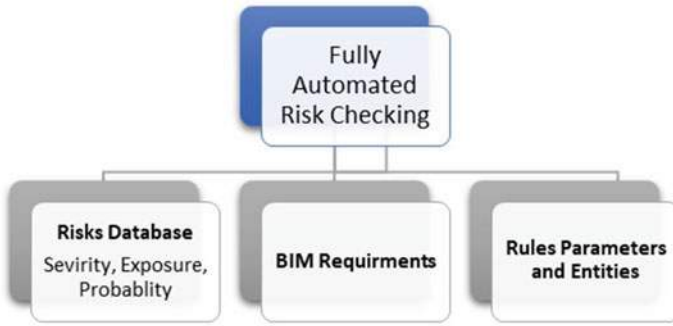 Fully
Automated
Risk Checking
Risks Database
Sevirity, Exposure,
Probablity
BIM Requirments
Rules Parameters
and Entities